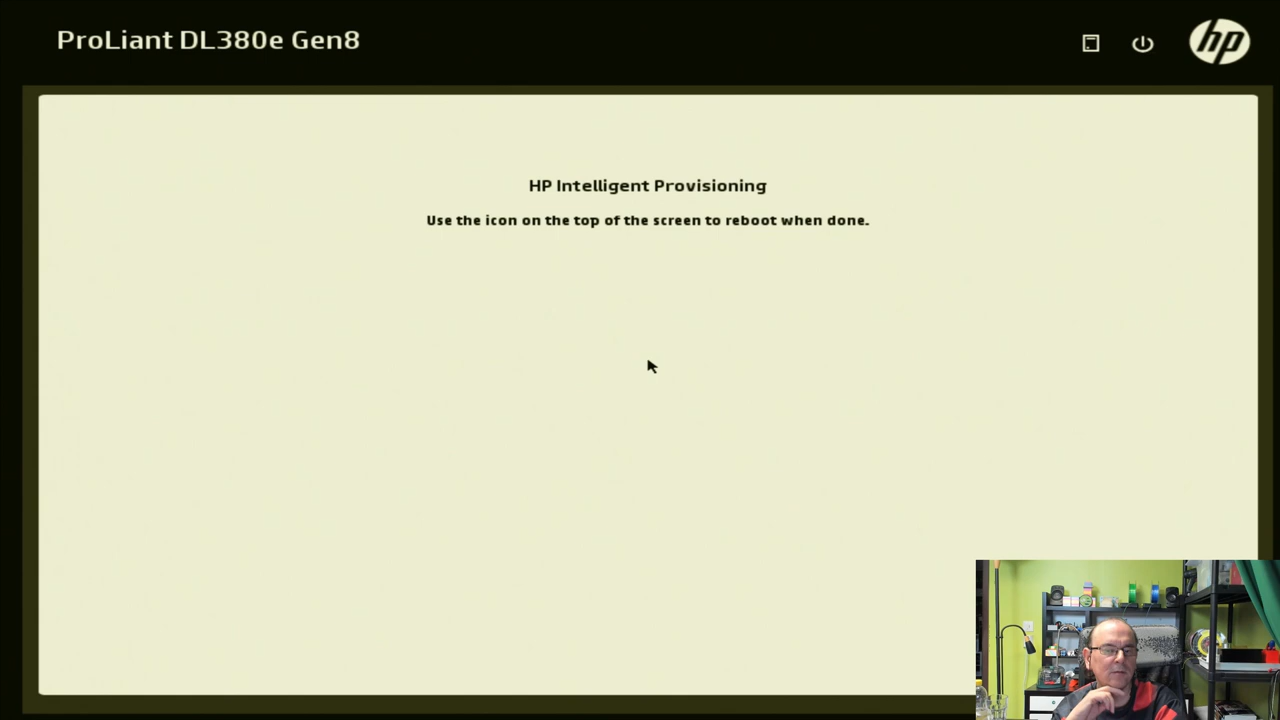 ProLiant DL380e Gen8
hp
HP Intelligent Provisioning
Use the icon on the top of the screen to reboot when done.